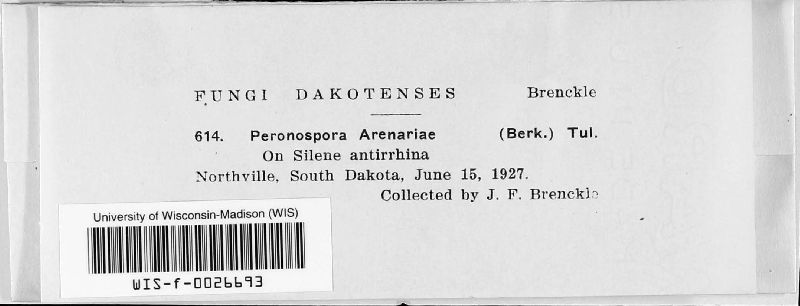 FUNGI DAKOTENSES Brenckle
614. Peronospora Arenariae (Berk.) Tul.
On Silene antirrhina
Northville, South Dakota, June 15, 1927.
Collected by J. F. Brenckle
University of Wisconsin-Madison (WIS)
WIS-f-0026693